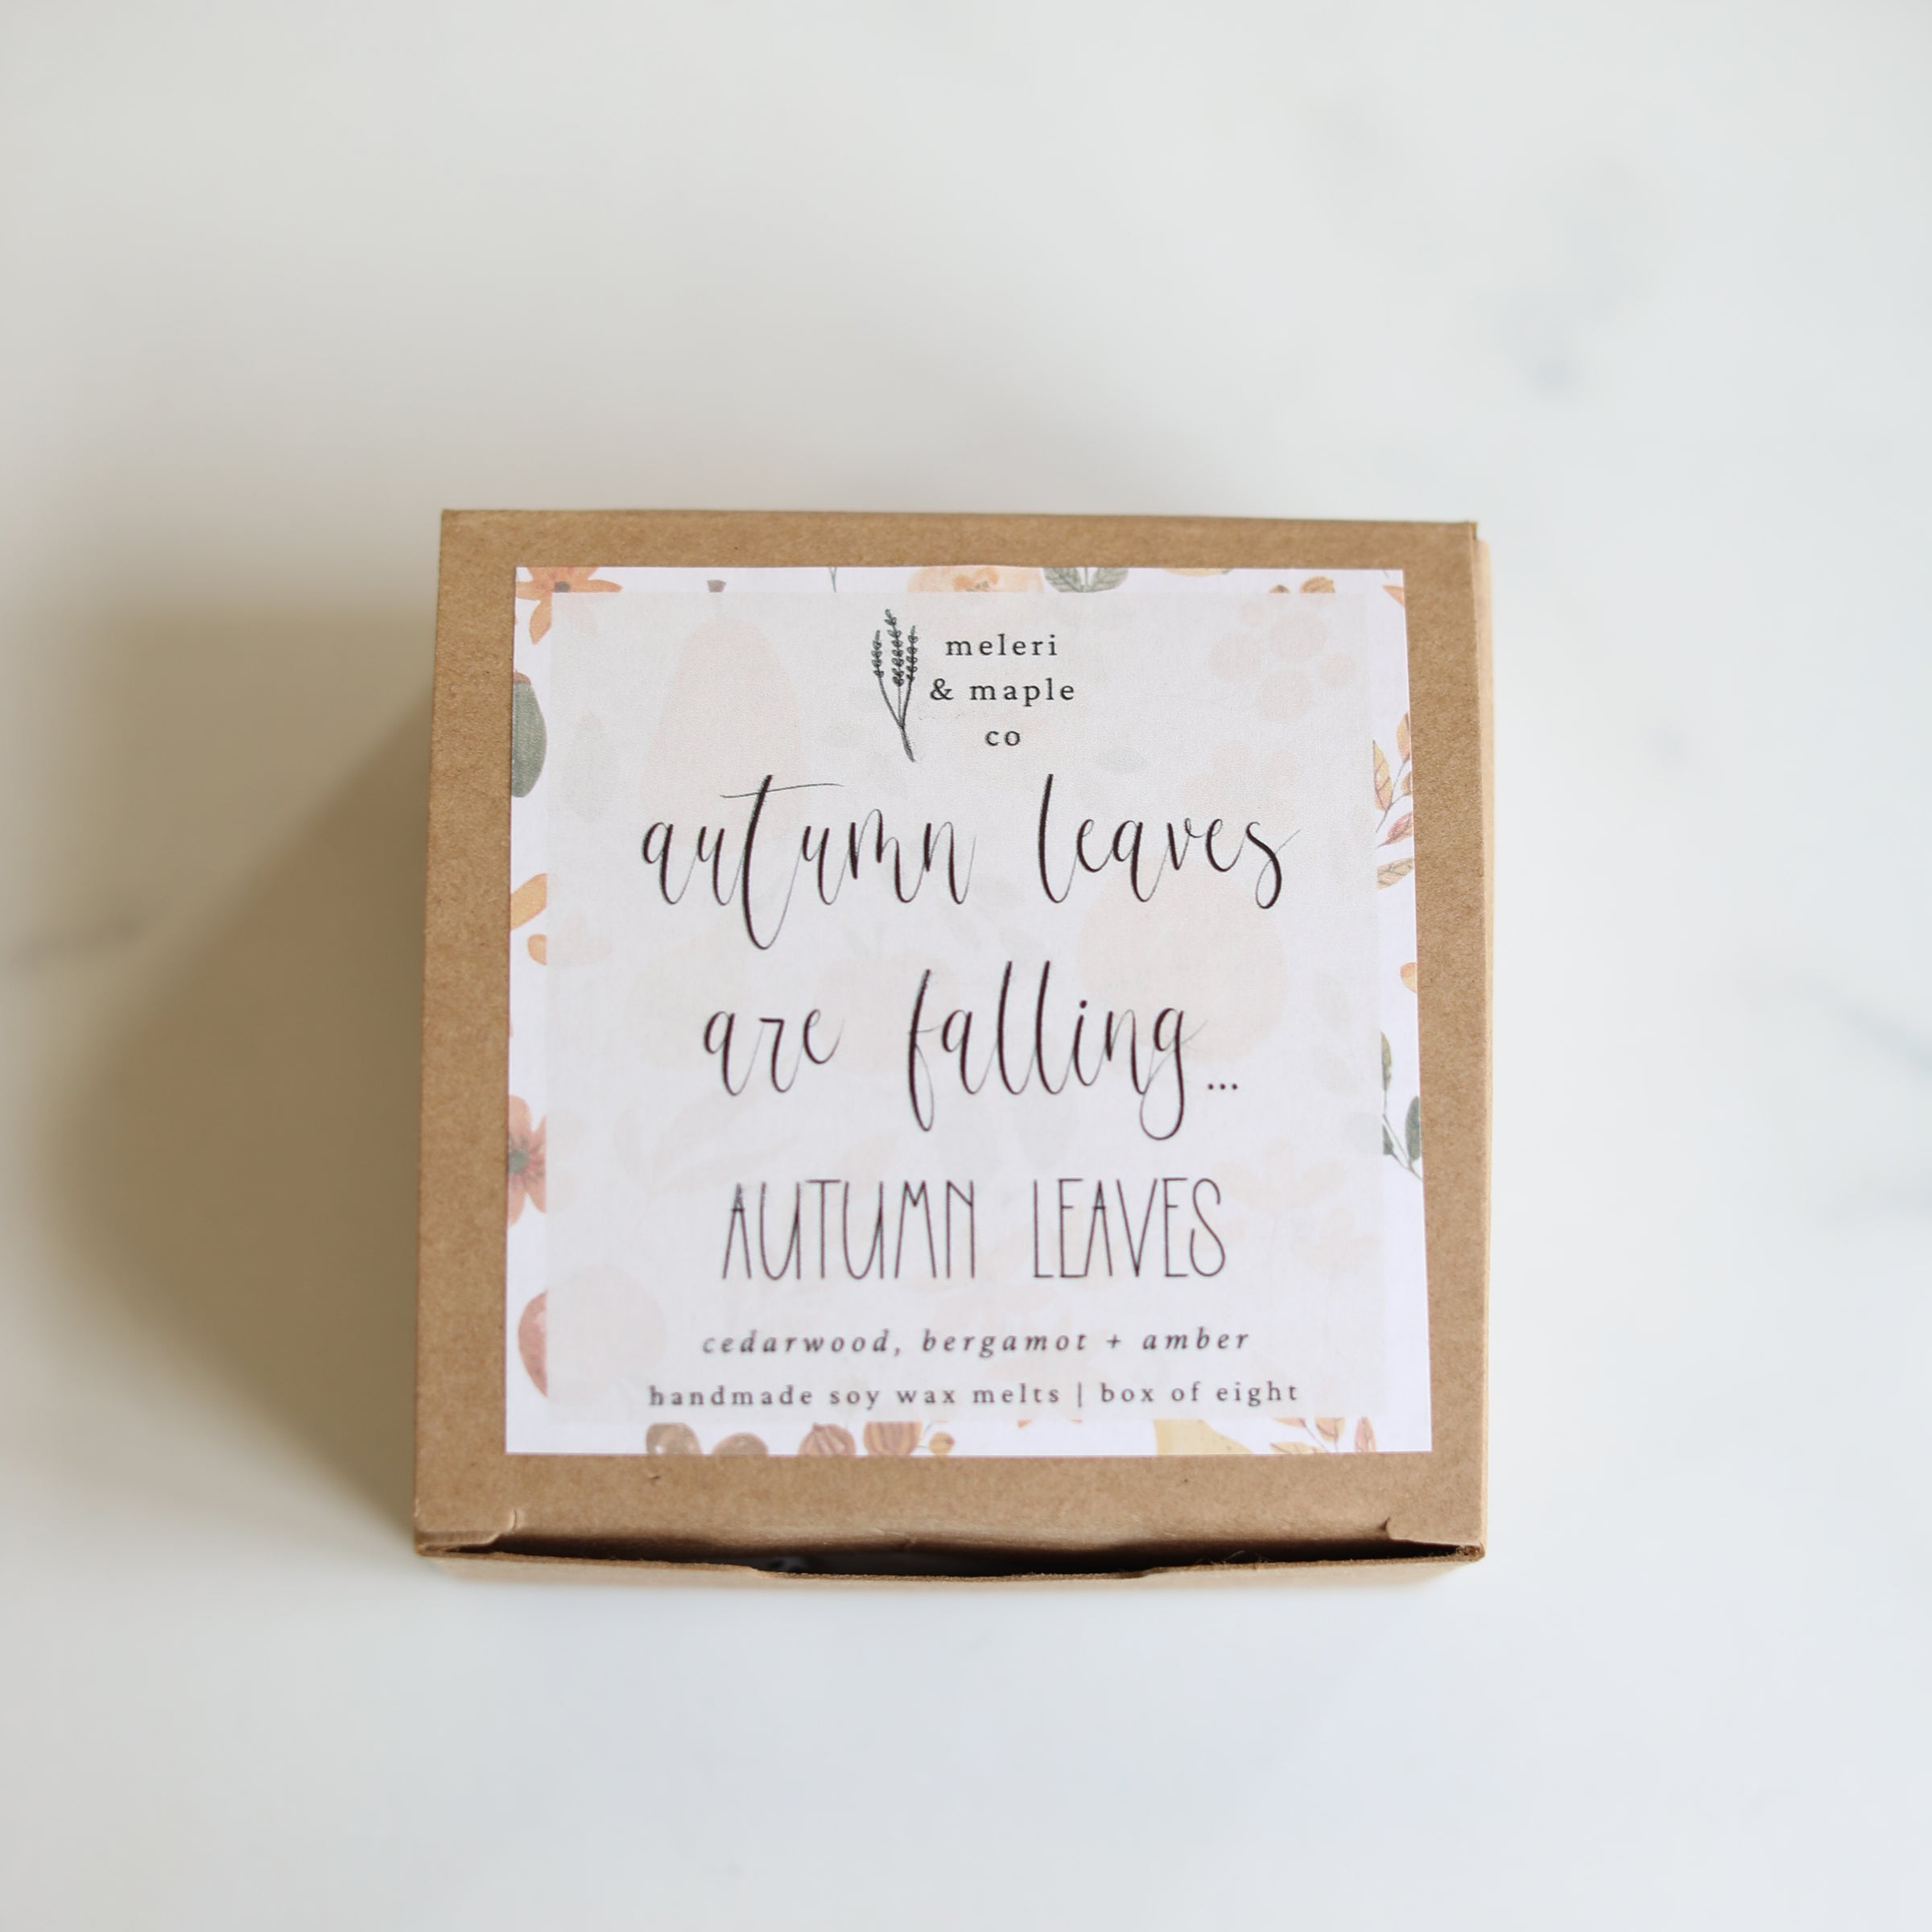 meleri
& maple
co
autumn leaves
are falling...
AUTUMN LEAVES
cedarwood, bergamot + amber
handmade soy wax melts | box of eight